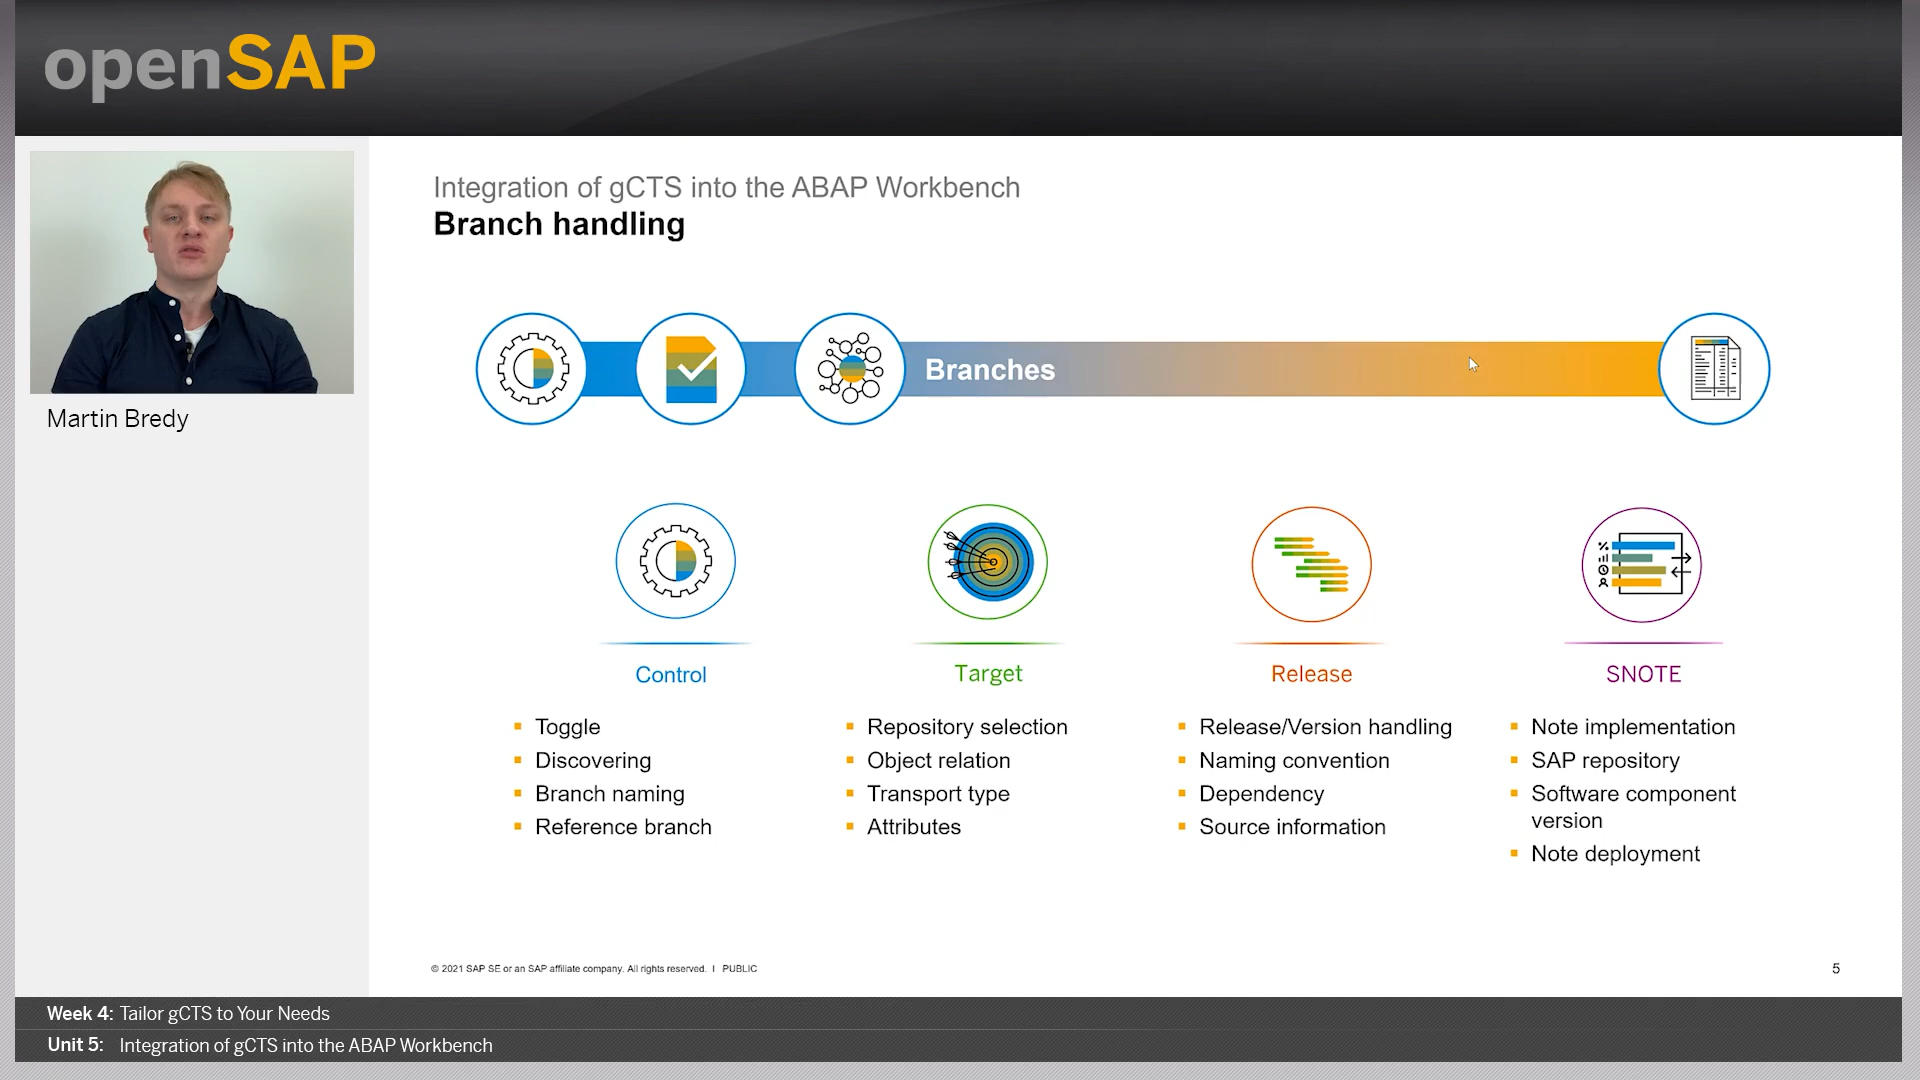 openSAP
Martin Bredy
Integration of gCTS into the ABAP Workbench
Branch handling
Branches
Control
Toggle
Discovering
Branch naming
Reference branch
Target
Repository selection
Object relation
Transport type
Attributes
Release
Release/Version handling
Naming convention
Dependency
Source information
SNOTE
Note implementation
SAP repository
Software component
version
Note deployment
© 2021 SAP SE or an SAP affiliate company. All rights reserved. I PUBLIC
5
Week 4: Tailor gCTS to Your Needs
Unit 5: Integration of gCTS into the ABAP Workbench